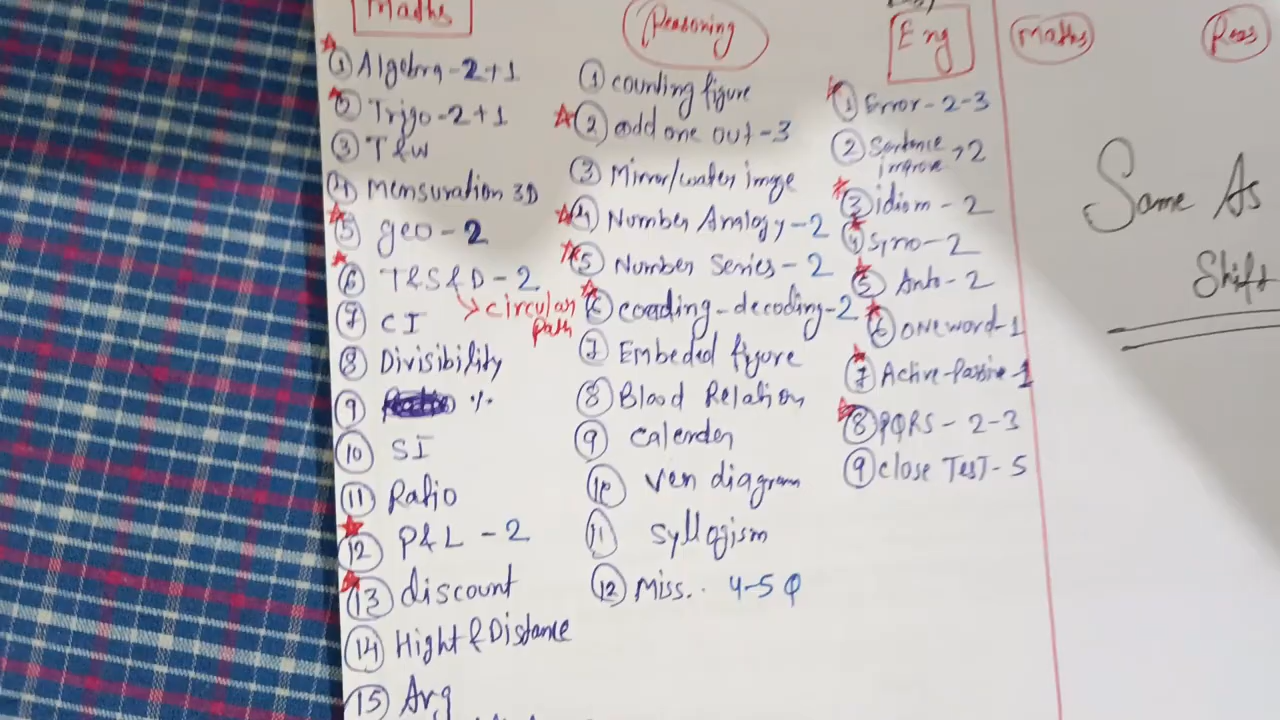 Maths
① Algebra - 2 + 1
② Trigo - 2 + 1
③ T & W
④ Mensuration 3D
⑤ geo - 2
⑥ T & S & D - 2
→ circular path
⑦ CI
⑧ Divisibility
⑨ %
⑩ SI
⑪ Ratio
⑫ P & L - 2
⑬ discount
⑭ Hight & Distance
⑮ Avg
Reasoning
① counting figure
② odd one out - 3
③ Mirror/water image
④ Number Analogy - 2
⑤ Number Series - 2
⑥ coading - decoding - 2
⑦ Embeded figure
⑧ Blood Relation
⑨ Calender
⑩ Ven diagram
⑪ Syllogism
⑫ Miss.. 4-5 Q
Eng
① Error - 2-3
② Sentence improve → 2
③ idiom - 2
④ Syno - 2
⑤ Anto - 2
⑥ one word - 1
⑦ Active-Passive - 1
⑧ PQRS - 2-3
⑨ Close Test - 5
Maths
Reas
Same As
Shift